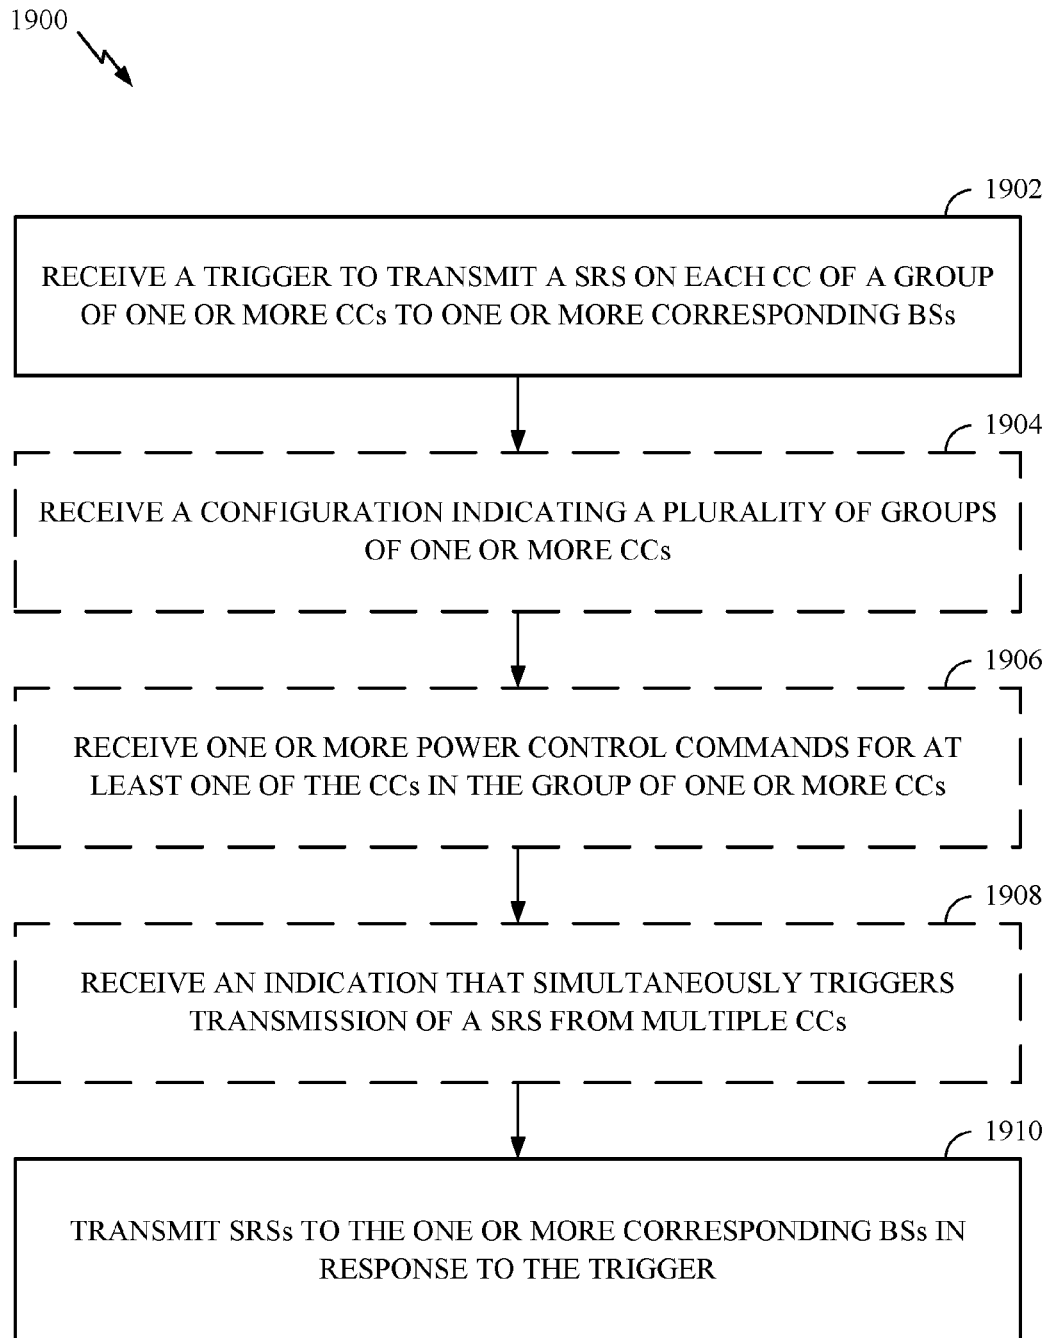 1900
1902
RECEIVE A TRIGGER TO TRANSMIT A SRS ON EACH CC OF A GROUP
OF ONE OR MORE CCs TO ONE OR MORE CORRESPONDING BSs
1904
RECEIVE A CONFIGURATION INDICATING A PLURALITY OF GROUPS
OF ONE OR MORE CCs
1906
RECEIVE ONE OR MORE POWER CONTROL COMMANDS FOR AT
LEAST ONE OF THE CCs IN THE GROUP OF ONE OR MORE CCs
1908
RECEIVE AN INDICATION THAT SIMULTANEOUSLY TRIGGERS
TRANSMISSION OF A SRS FROM MULTIPLE CCs
1910
TRANSMIT SRSs TO THE ONE OR MORE CORRESPONDING BSs IN
RESPONSE TO THE TRIGGER